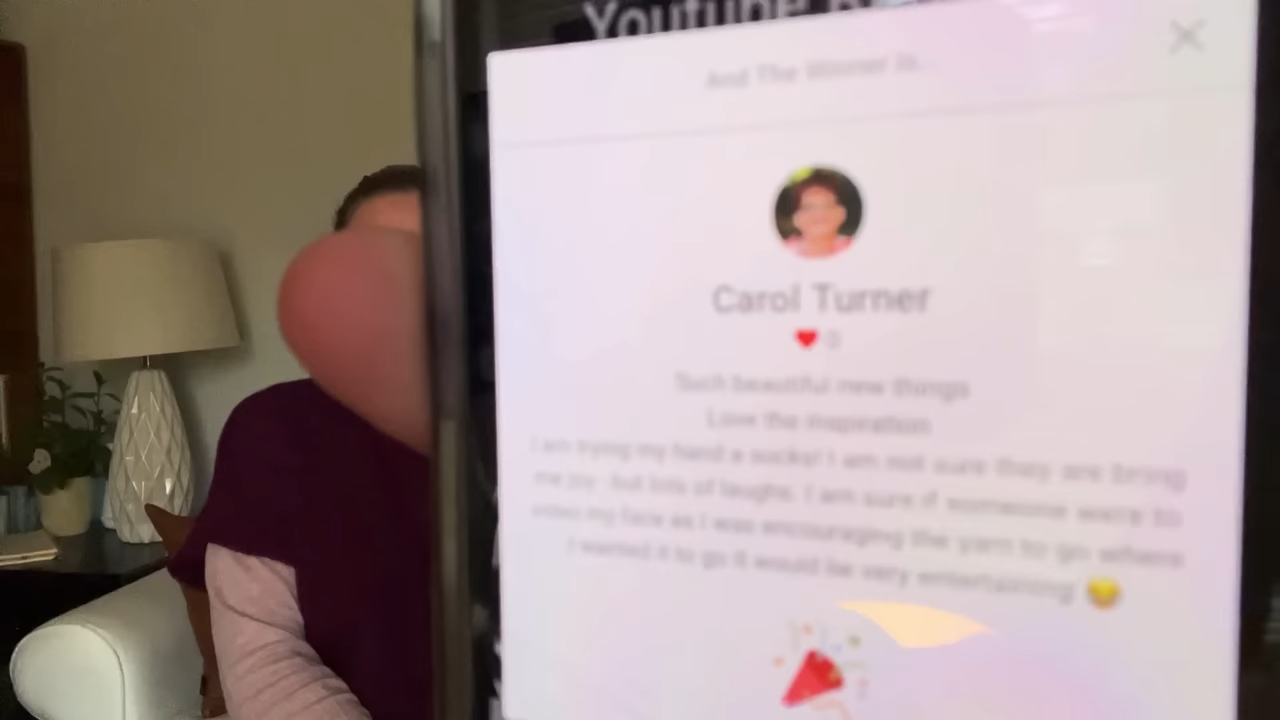 Youtube
And The Winner is...
Carol Turner
0
Such beautiful new things
Love the inspiration
I am trying my hand a socks! I am not sure they are bring
me joy - but lots of laughs. I am sure if someone were to
video my face as I was encouraging the yarn to go where
I wanted it to go it would be very entertaining 😂